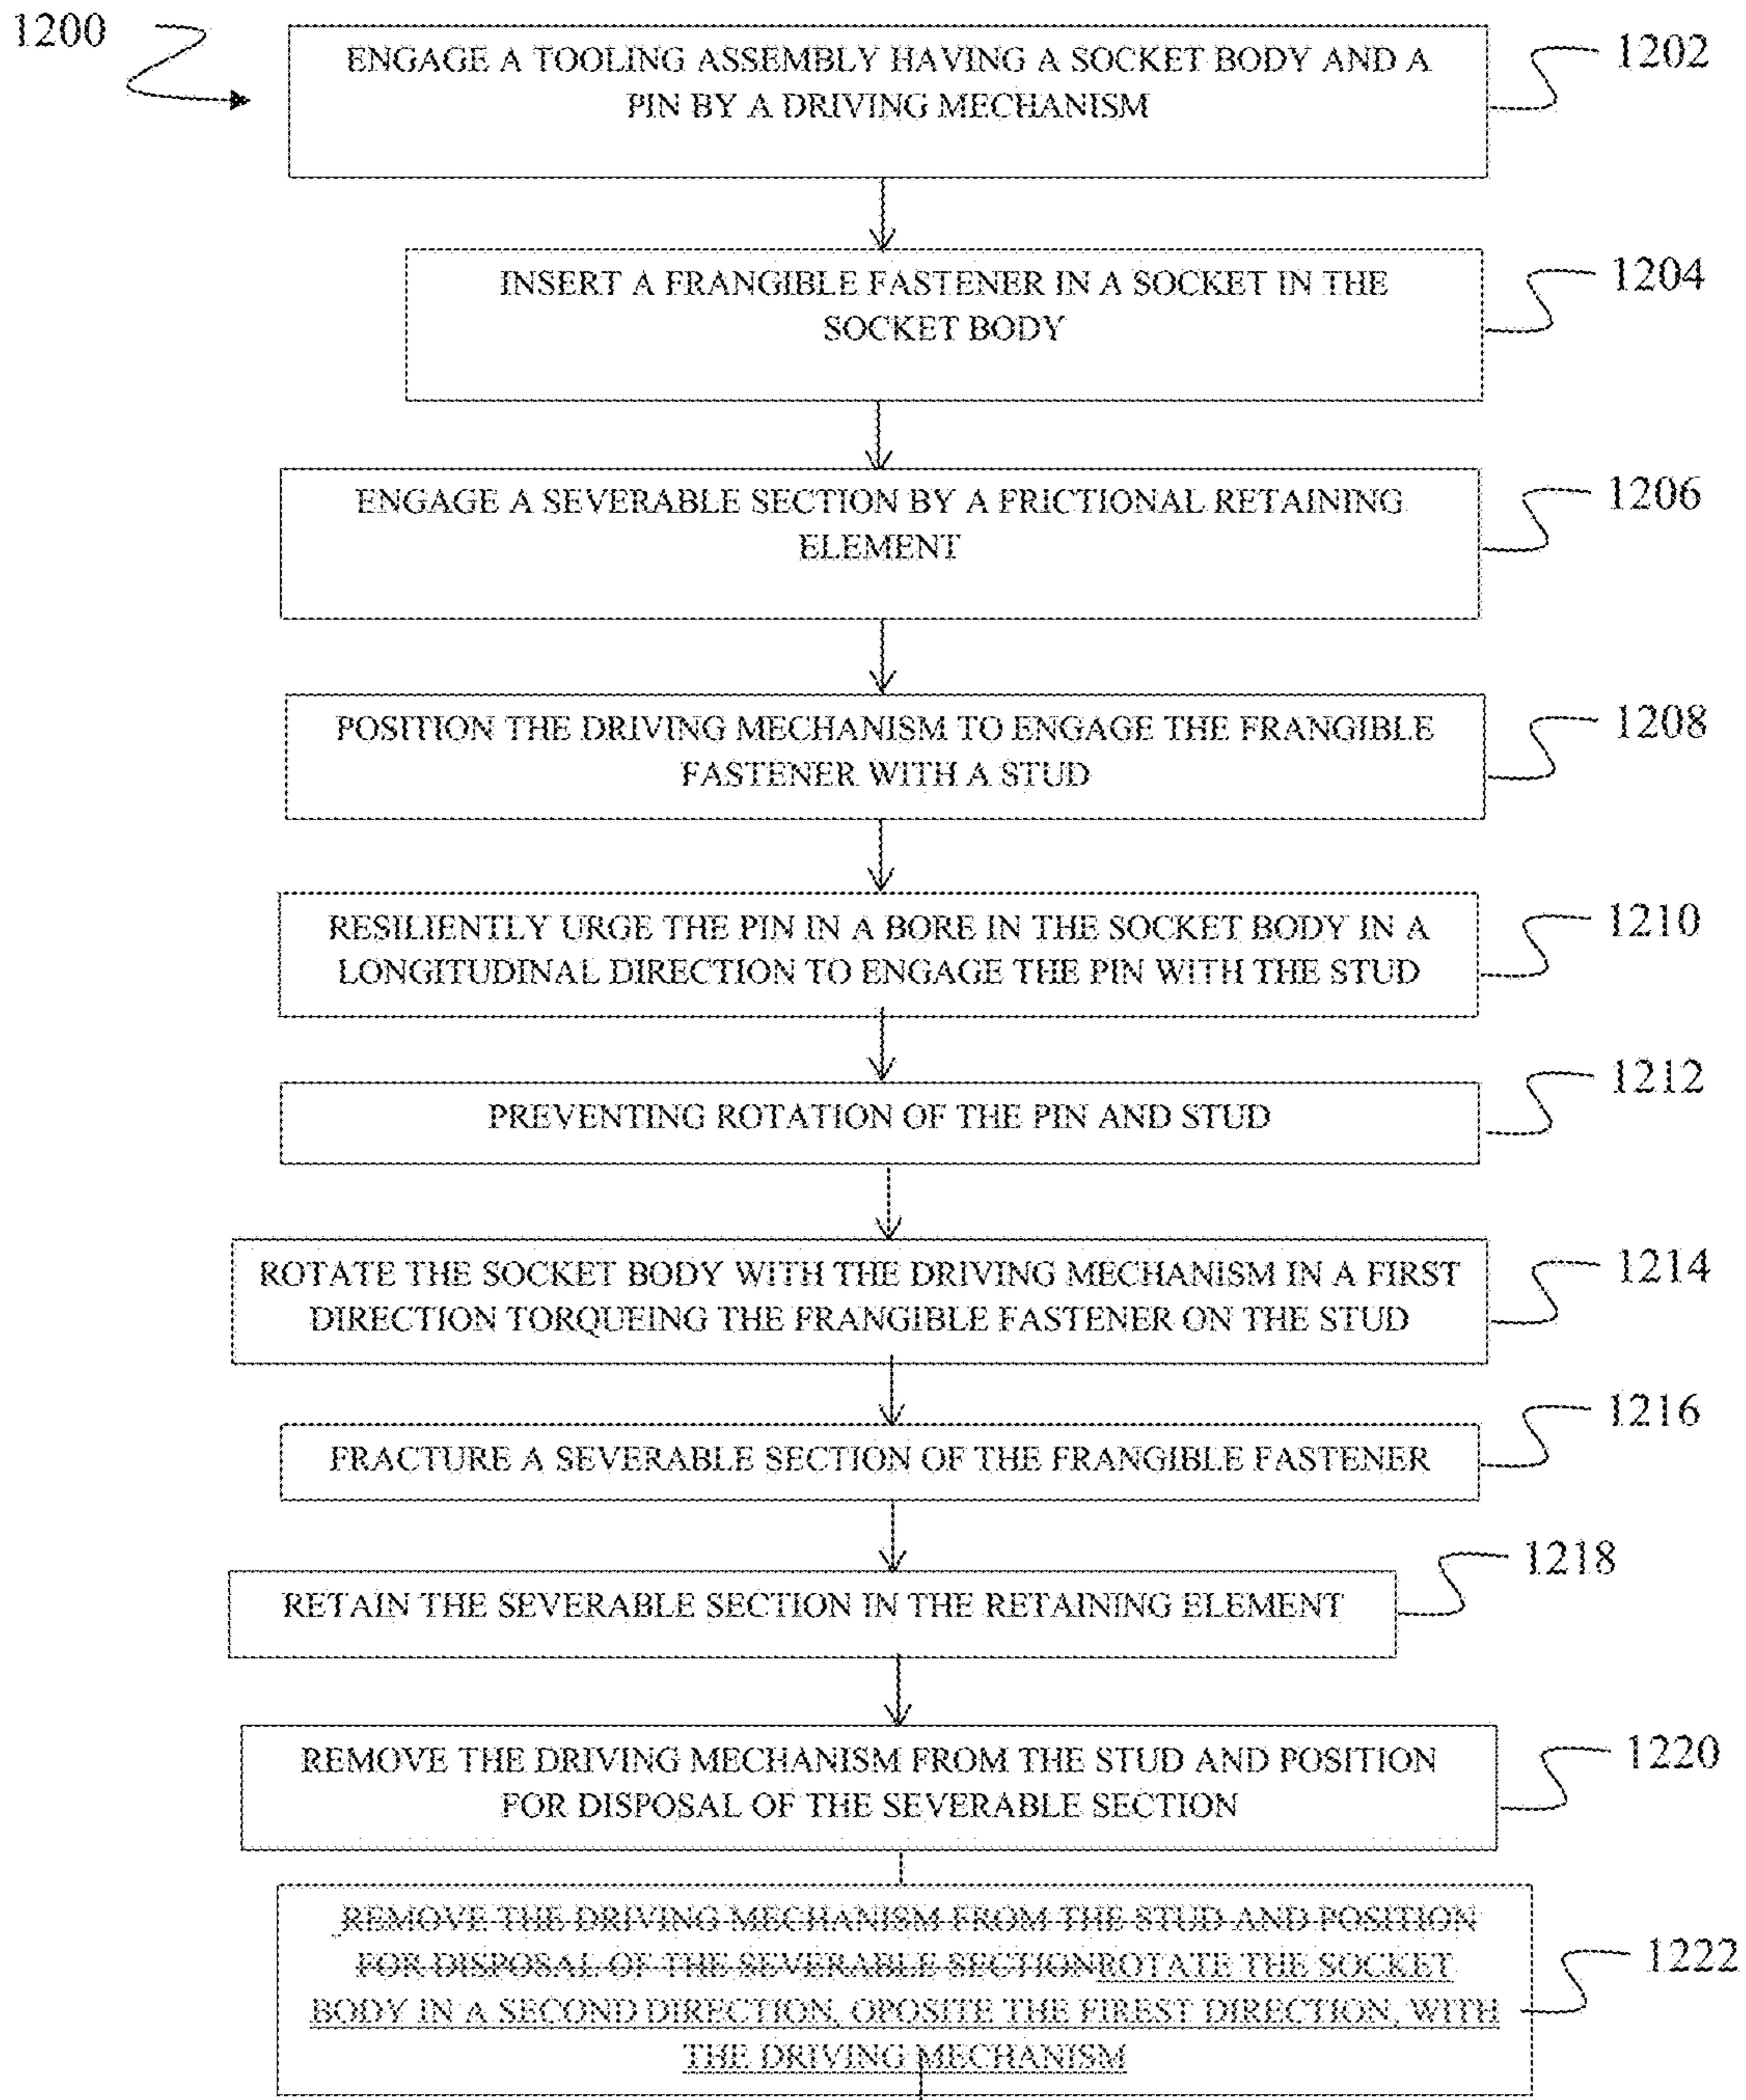 1200
ENGAGE A TOOLING ASSEMBLY HAVING A SOCKET BODY AND A
PIN BY A DRIVING MECHANISM
1202
INSERT A FRANGIBLE FASTENER IN A SOCKET IN THE
SOCKET BODY
1204
ENGAGE A SEVERABLE SECTION BY A FRICTIONAL RETAINING
ELEMENT
1206
POSITION THE DRIVING MECHANISM TO ENGAGE THE FRANGIBLE
FASTENER WITH A STUD
1208
RESILIENTLY URGE THE PIN IN A BORE IN THE SOCKET BODY IN A
LONGITUDINAL DIRECTION TO ENGAGE THE PIN WITH THE STUD
1210
PREVENTING ROTATION OF THE PIN AND STUD
1212
ROTATE THE SOCKET BODY WITH THE DRIVING MECHANISM IN A FIRST
DIRECTION TORQUEING THE FRANGIBLE FASTENER ON THE STUD
1214
FRACTURE A SEVERABLE SECTION OF THE FRANGIBLE FASTENER
1216
RETAIN THE SEVERABLE SECTION IN THE RETAINING ELEMENT
1218
REMOVE THE DRIVING MECHANISM FROM THE STUD AND POSITION
FOR DISPOSAL OF THE SEVERABLE SECTION
1220
REMOVE THE DRIVING MECHANISM FROM THE STUD AND POSITION
FOR DISPOSAL OF THE SEVERABLE SECTIONROTATE THE SOCKET
BODY IN A SECOND DIRECTION, OPOSITE THE FIREST DIRECTION, WITH
THE DRIVING MECHANISM
1222